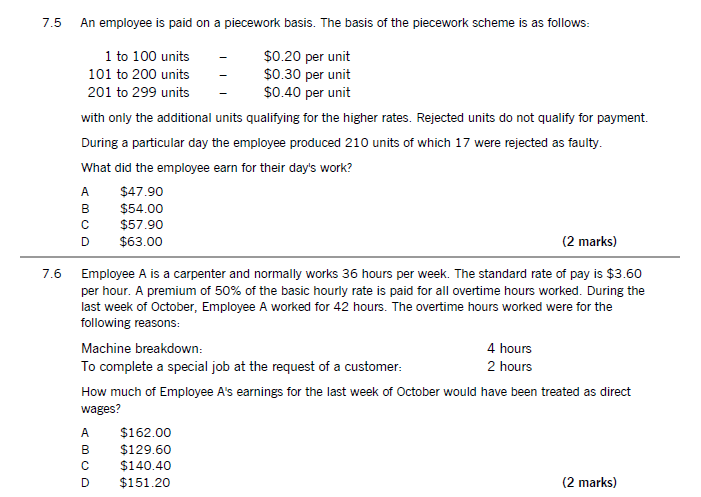 7.5 An employee is paid on a piecework basis. The basis of the piecework scheme is as follows:
1 to 100 units – $0.20 per unit
101 to 200 units – $0.30 per unit
201 to 299 units – $0.40 per unit
with only the additional units qualifying for the higher rates. Rejected units do not qualify for payment.
During a particular day the employee produced 210 units of which 17 were rejected as faulty.
What did the employee earn for their day's work?
A $47.90
B $54.00
C $57.90
D $63.00 (2 marks)
7.6 Employee A is a carpenter and normally works 36 hours per week. The standard rate of pay is $3.60
per hour. A premium of 50% of the basic hourly rate is paid for all overtime hours worked. During the
last week of October, Employee A worked for 42 hours. The overtime hours worked were for the
following reasons:
Machine breakdown: 4 hours
To complete a special job at the request of a customer: 2 hours
How much of Employee A's earnings for the last week of October would have been treated as direct
wages?
A $162.00
B $129.60
C $140.40
D $151.20 (2 marks)